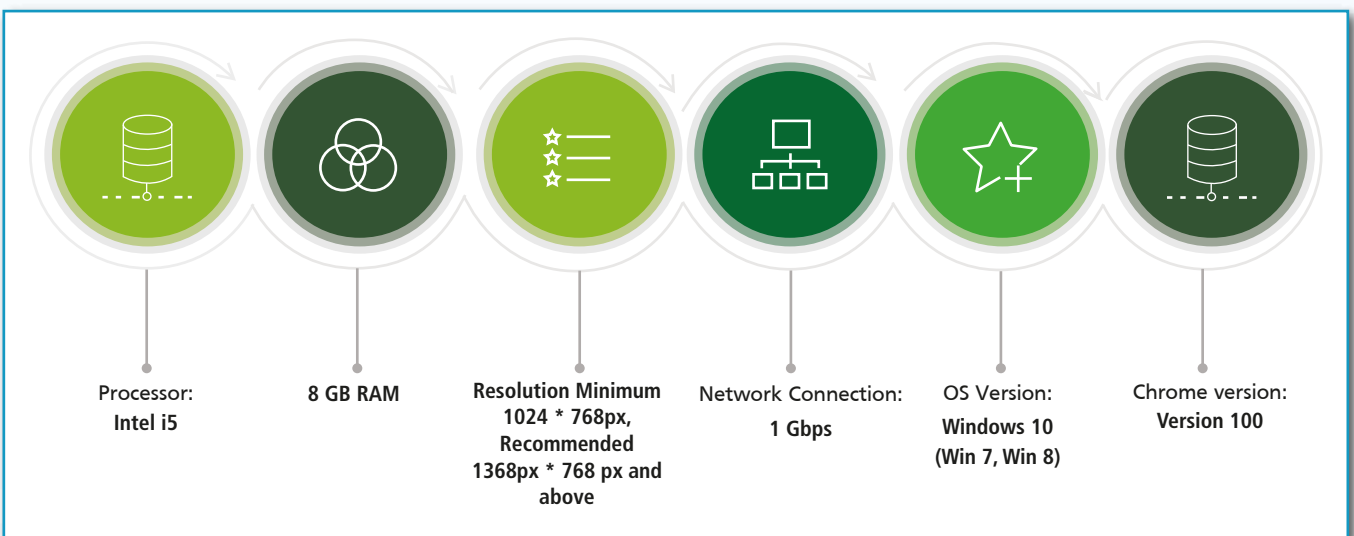 Processor:
Intel i5
8 GB RAM
Resolution Minimum
1024 * 768px,
Recommended
1368px * 768 px and
above
Network Connection:
1 Gbps
OS Version:
Windows 10
(Win 7, Win 8)
Chrome version:
Version 100